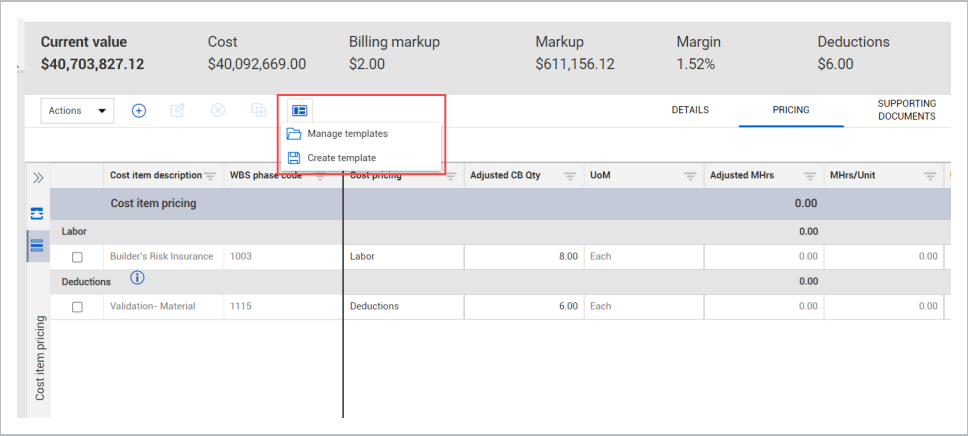 Current value Cost Billing markup Markup Margin Deductions
$40,703,827.12 $40,092,669.00 $2.00 $611,156.12 1.52% $6.00
Actions DETAILS PRICING SUPPORTING
DOCUMENTS
Manage templates
Create template
Cost item description WBS phase code Cost pricing Adjusted CB Qty UoM Adjusted MHrs MHrs/Unit
Cost item pricing 0.00
Labor 0.00
Builder's Risk Insurance 1003 Labor 8.00 Each 0.00 0.00
Deductions 0.00
Validation- Material 1115 Deductions 6.00 Each 0.00 0.00
Cost item pricing